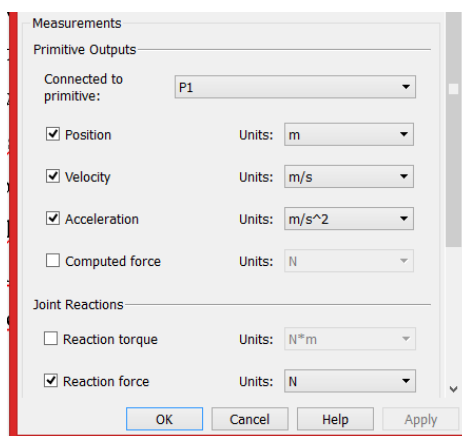 Measurements
Primitive Outputs
Connected to
primitive:
P1
Position Units: m
Velocity Units: m/s
Acceleration Units: m/s^2
Computed force Units: N
Joint Reactions
Reaction torque Units: N*m
Reaction force Units: N
OK Cancel Help Apply